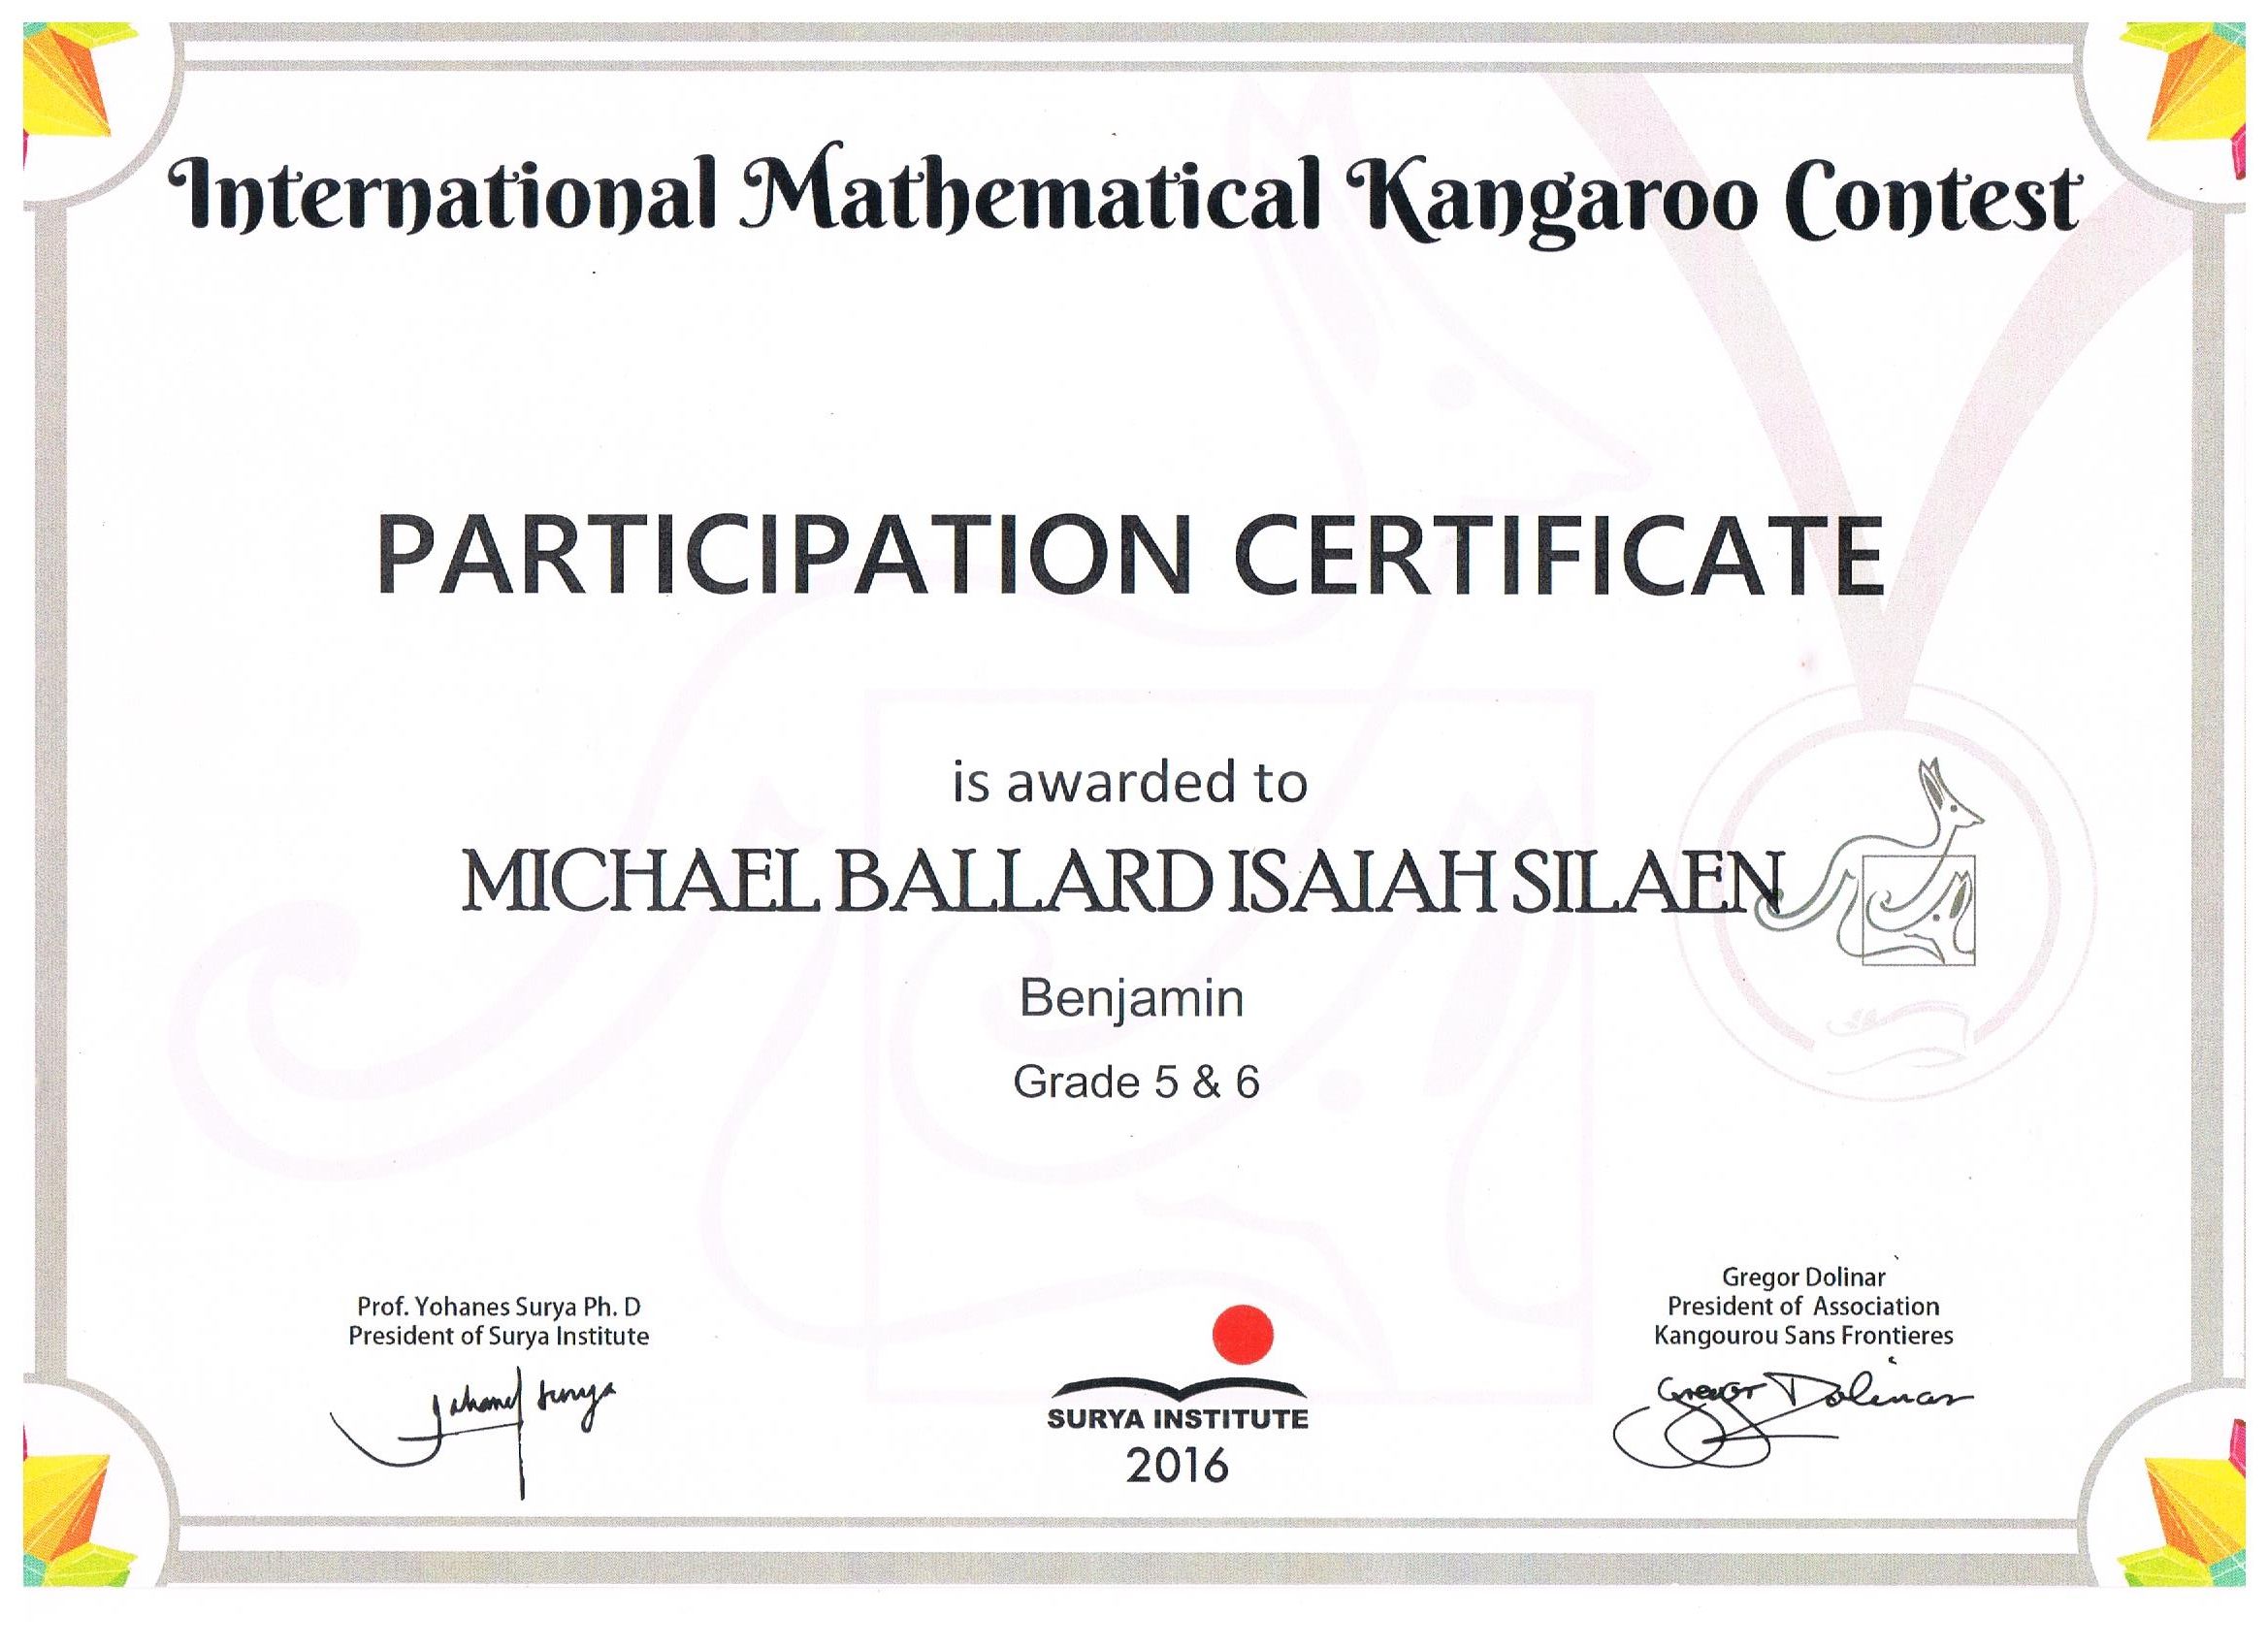 International Mathematical Kangaroo Contest
PARTICIPATION CERTIFICATE
is awarded to
MICHAEL BALLARD ISAIAH SILAEN
Benjamin
Grade 5 & 6
Prof. Yohanes Surya Ph. D
President of Surya Institute
Yohanes Surya
SURYA INSTITUTE
2016
Gregor Dolinar
President of Association
Kangourou Sans Frontieres
Gregor Dolinar